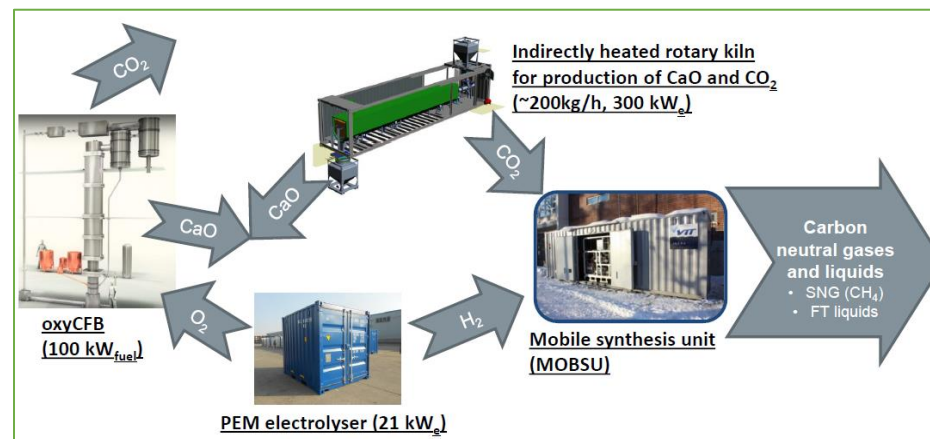 CO₂
Indirectly heated rotary kiln
for production of CaO and CO₂
(~200kg/h, 300 kWₑ)
CO₂
CaO
CaO
VTT
Carbon
neutral gases
and liquids
• SNG (CH₄)
• FT liquids
O₂
H₂
oxyCFB
(100 kW_fuel)
Mobile synthesis unit
(MOBSU)
PEM electrolyser (21 kWₑ)